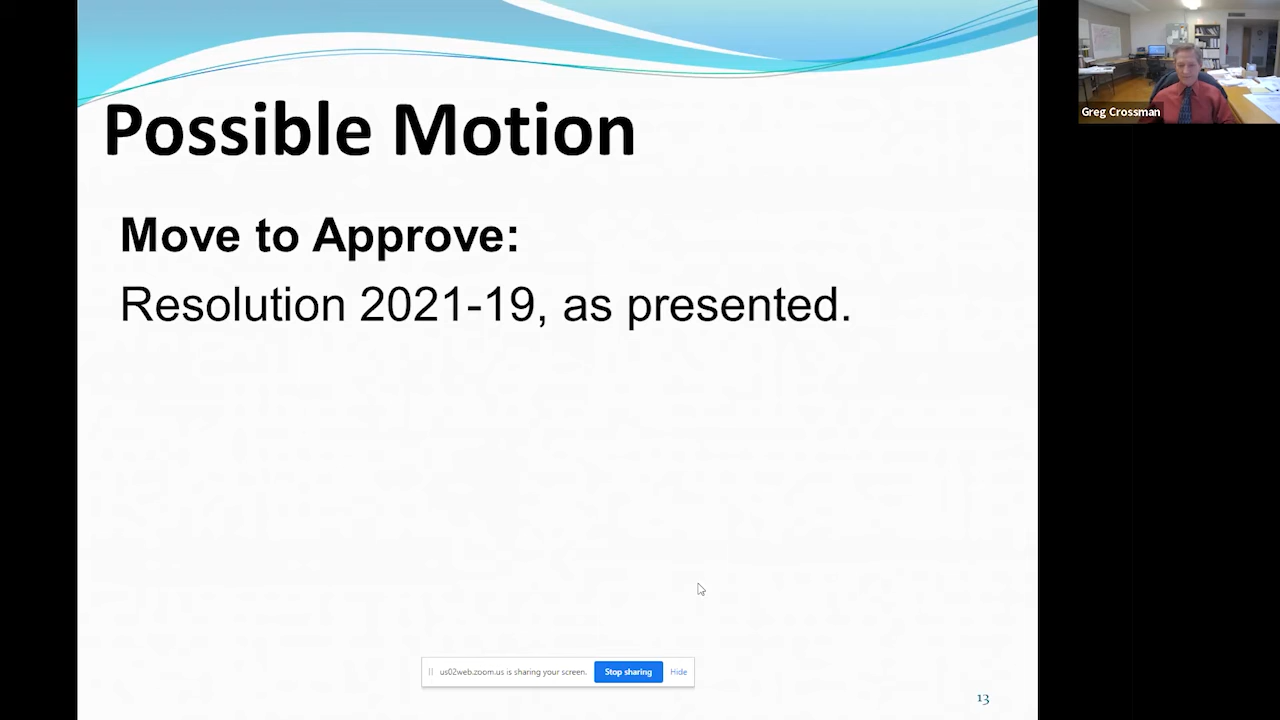 Possible Motion
Move to Approve:
Resolution 2021-19, as presented.
us02web.zoom.us is sharing your screen.
Stop sharing
Hide
13
Greg Crossman